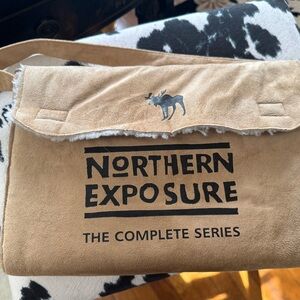 NORTHERN
EXPOSURE
THE COMPLETE SERIES